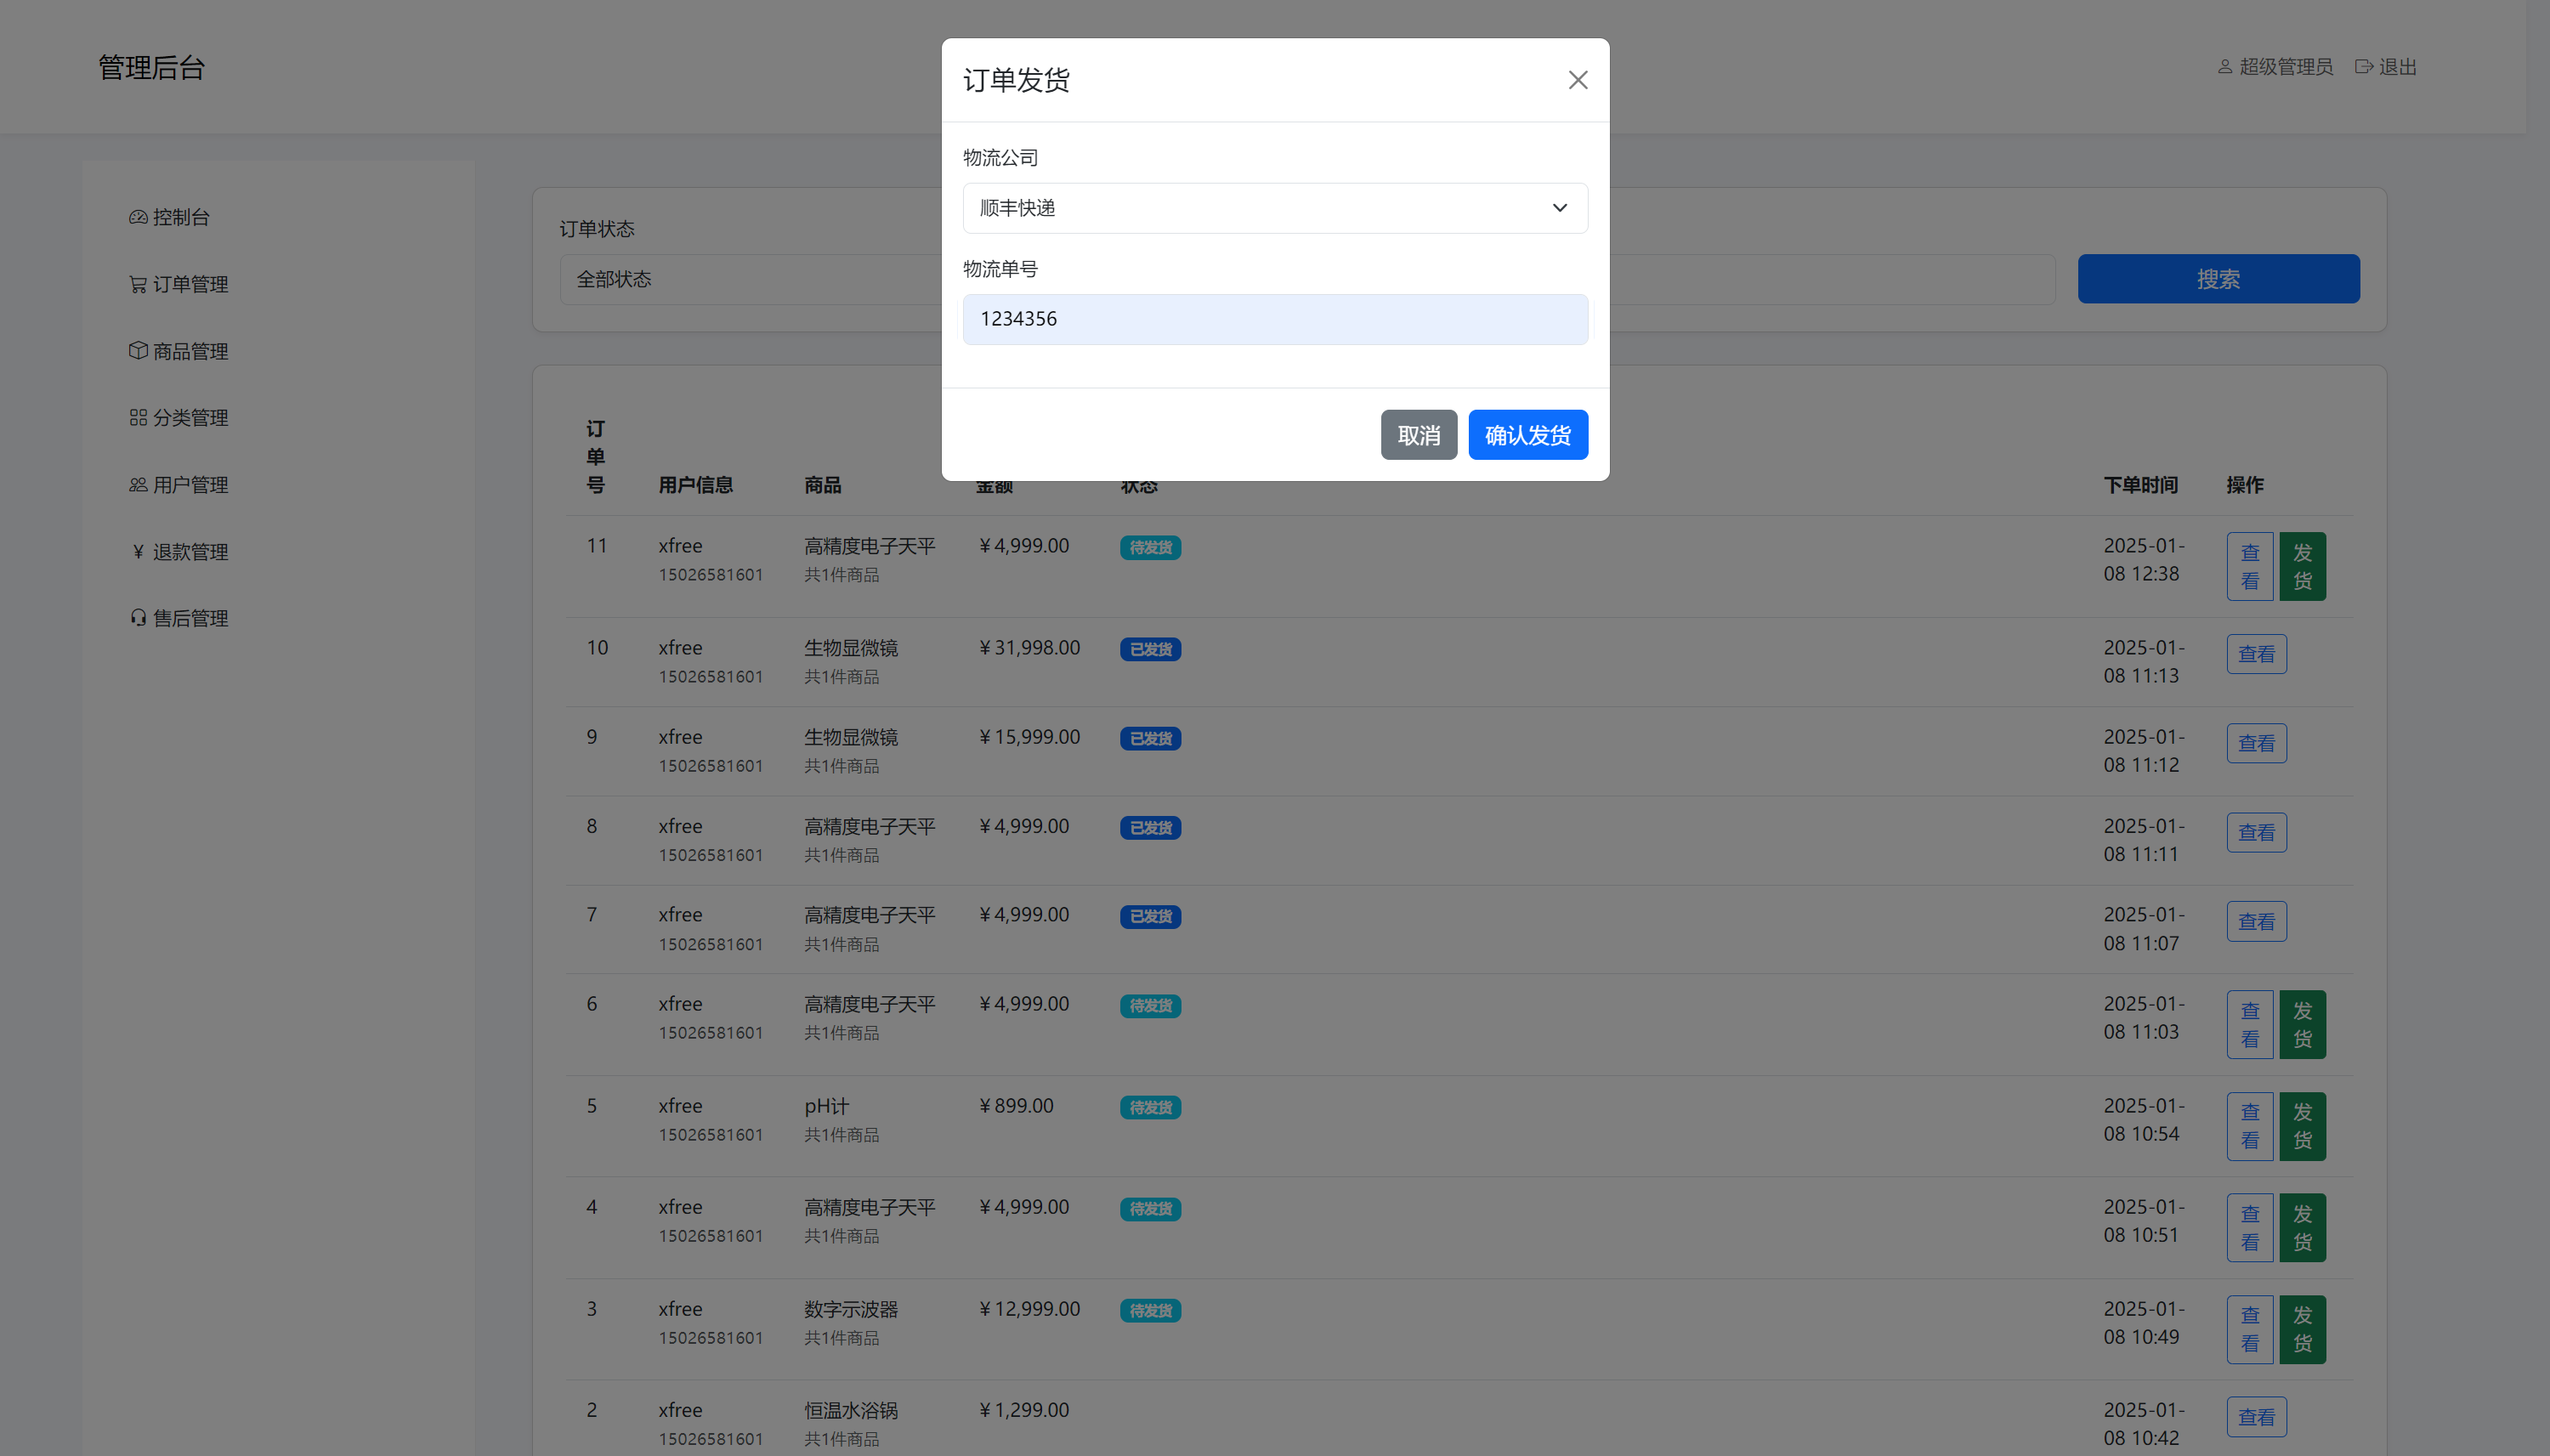 管理后台
超级管理员
退出
控制台
订单管理
商品管理
分类管理
用户管理
¥ 退款管理
售后管理
订单发货
物流公司
顺丰快递
物流单号
1234356
取消
确认发货
订单状态
全部状态
搜索
订单号 用户信息 商品 金额 状态 下单时间 操作
11 xfree 高精度电子天平 ¥4,999.00 待发货 2025-01- 查 发
15026581601 共1件商品 08 12:38 看 货
10 xfree 生物显微镜 ¥31,998.00 已发货 2025-01- 查看
15026581601 共1件商品 08 11:13
9 xfree 生物显微镜 ¥15,999.00 已发货 2025-01- 查看
15026581601 共1件商品 08 11:12
8 xfree 高精度电子天平 ¥4,999.00 已发货 2025-01- 查看
15026581601 共1件商品 08 11:11
7 xfree 高精度电子天平 ¥4,999.00 已发货 2025-01- 查看
15026581601 共1件商品 08 11:07
6 xfree 高精度电子天平 ¥4,999.00 待发货 2025-01- 查 发
15026581601 共1件商品 08 11:03 看 货
5 xfree pH计 ¥899.00 待发货 2025-01- 查 发
15026581601 共1件商品 08 10:54 看 货
4 xfree 高精度电子天平 ¥4,999.00 待发货 2025-01- 查 发
15026581601 共1件商品 08 10:51 看 货
3 xfree 数字示波器 ¥12,999.00 待发货 2025-01- 查 发
15026581601 共1件商品 08 10:49 看 货
2 xfree 恒温水浴锅 ¥1,299.00 2025-01- 查看
15026581601 共1件商品 08 10:42